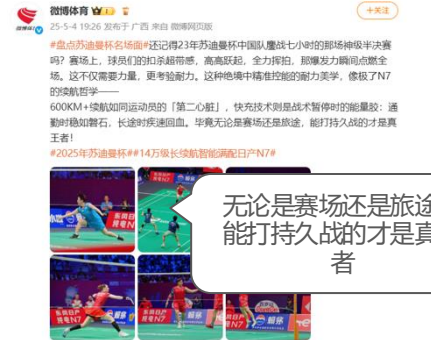 微博体育
25-5-4 19:26 发布于 广西 来自 微博网页版
+关注
#盘点苏迪曼杯名场面#还记得23年苏迪曼杯中国队鏖战七小时的那场神级半决赛
吗？赛场上，球员们的扣杀超带感，高高跃起，全力挥拍，那爆发力瞬间点燃全
场。这不仅需要力量，更考验耐力。这种绝境中精准控能的耐力美学，像极了N7
的续航哲学——
600KM+续航如同运动员的「第二心脏」，快充技术则是战术暂停时的能量胶：通
勤时稳如磐石，长途时疾速回血。毕竟无论是赛场还是旅途，能打持久战的才是真
王者！
#2025年苏迪曼杯##14万级长续航智能满配日产N7#
无论是赛场还是旅途
能打持久战的才是真
者